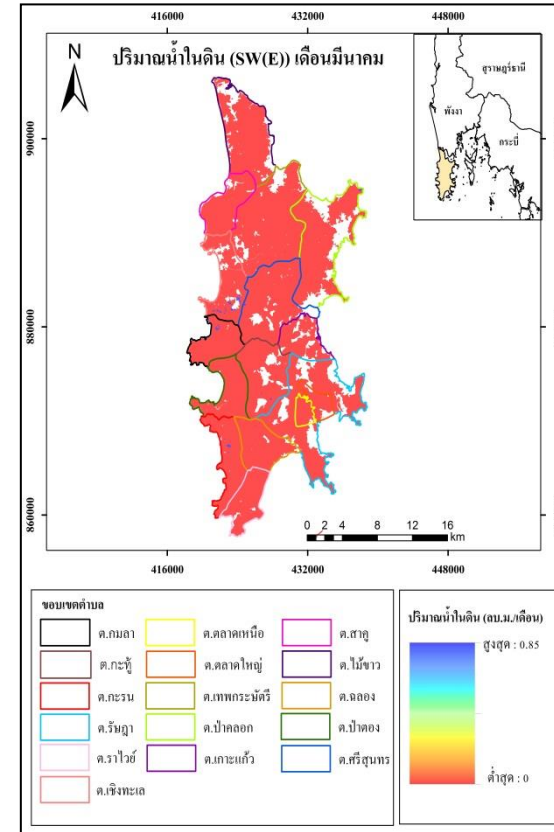 416000 432000 448000
N
ปริมาณน้ำในดิน (SW(E)) เดือนมีนาคม
สุราษฎร์ธานี
พังงา
กระบี่
900000
880000
860000
0 2 4 8 12 16
km
416000 432000 448000
ขอบเขตตำบล
ต.กมลา ต.ตลาดเหนือ ต.สาคู
ต.กะทู้ ต.ตลาดใหญ่ ต.ไม้ขาว
ต.กะรน ต.เทพกระษัตรี ต.ฉลอง
ต.รัษฎา ต.ป่าคลอก ต.ป่าตอง
ต.ราไวย์ ต.เกาะแก้ว ต.ศรีสุนทร
ต.เชิงทะเล
ปริมาณน้ำในดิน (ลบ.ม./เดือน)
สูงสุด : 0.85
ต่ำสุด : 0